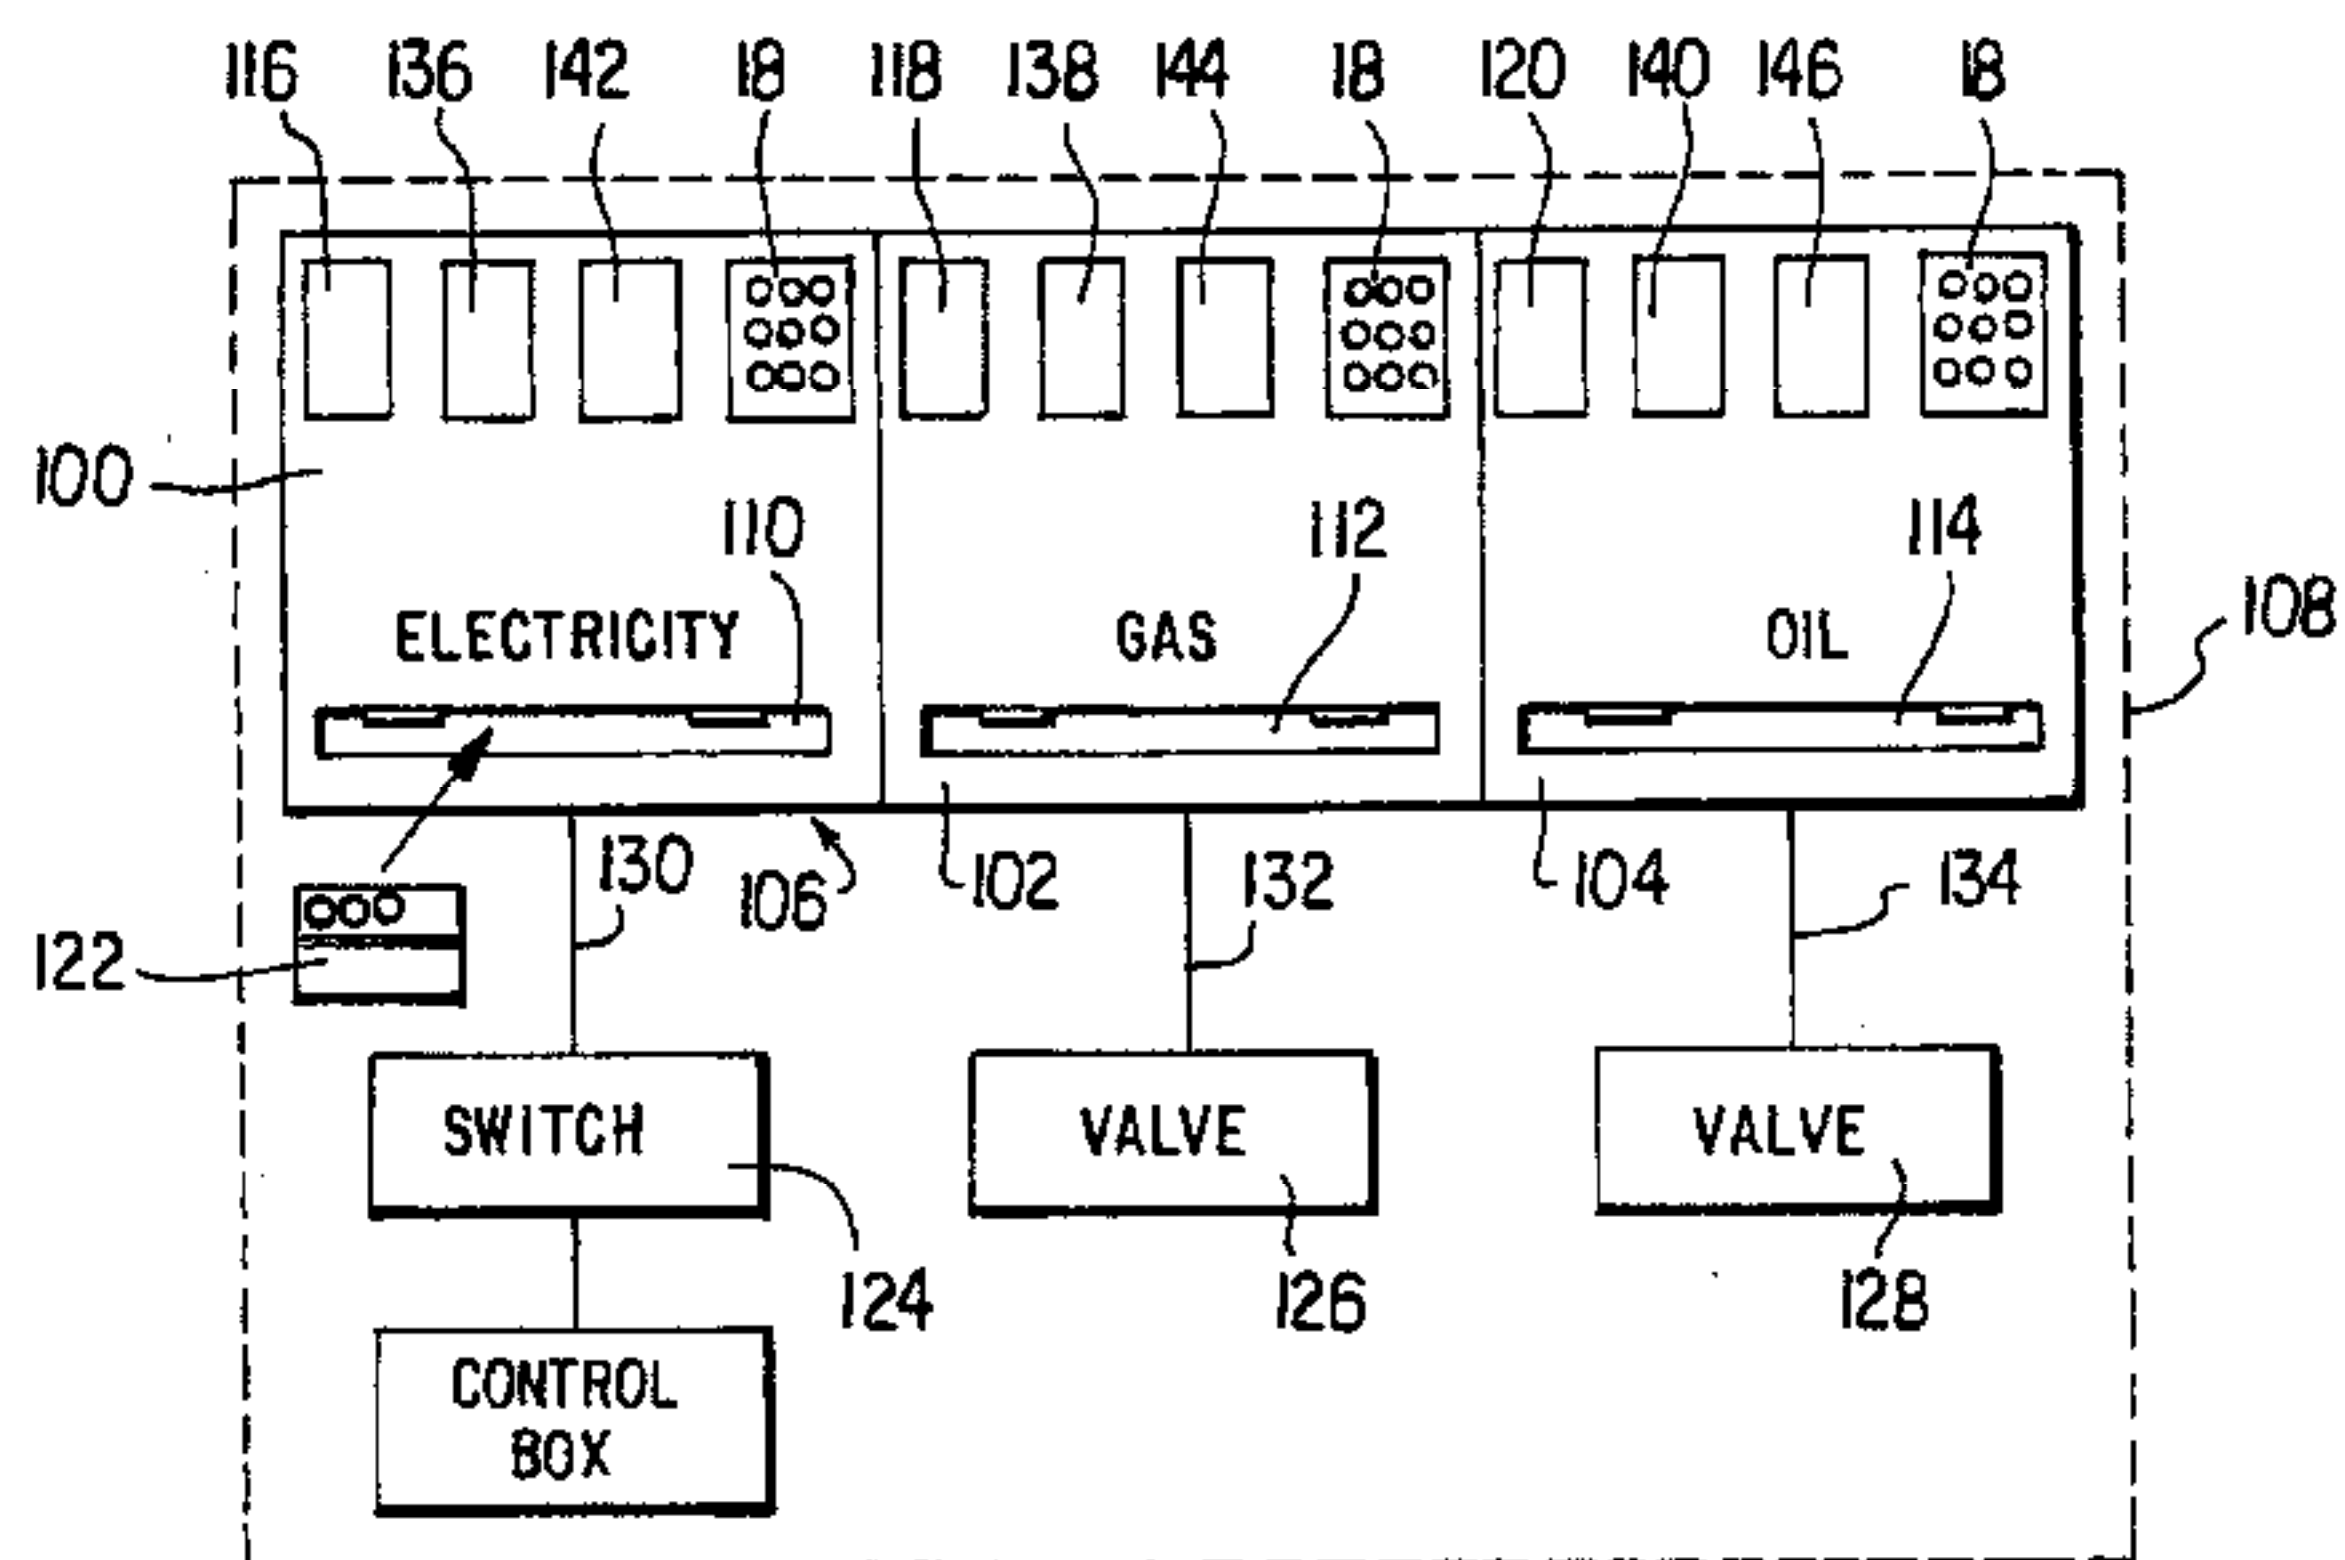 116 136 142 18 118 138 144 18 120 140 146 18
100
110 112 114
108
ELECTRICITY GAS OIL
130 106 102 132 104 134
122
SWITCH VALVE VALVE
124 126 128
CONTROL
BOX